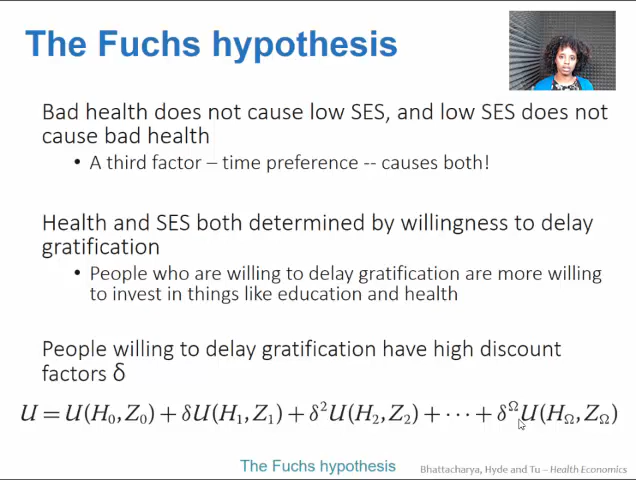 The Fuchs hypothesis
Bad health does not cause low SES, and low SES does not
cause bad health
• A third factor – time preference -- causes both!
Health and SES both determined by willingness to delay
gratification
• People who are willing to delay gratification are more willing
to invest in things like education and health
People willing to delay gratification have high discount
factors δ
U = U(H₀, Z₀) + δU(H₁, Z₁) + δ²U(H₂, Z₂) + ··· + δ^Ω U(H_Ω, Z_Ω)
The Fuchs hypothesis
Bhattacharya, Hyde and Tu – Health Economics